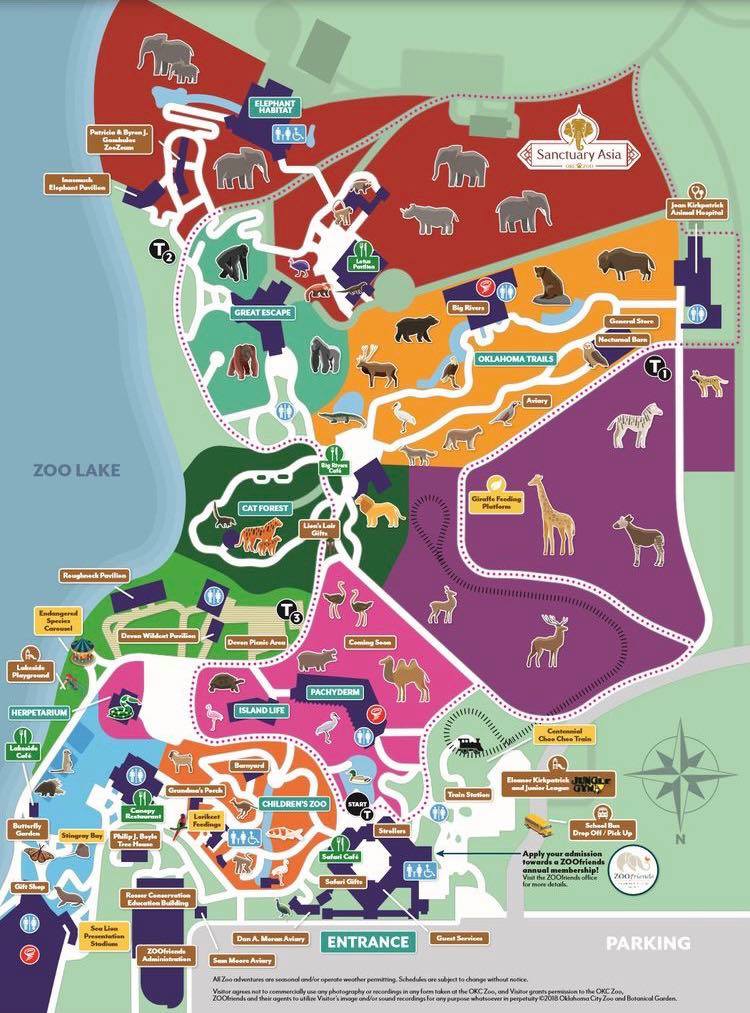 ELEPHANT
HABITAT
Patricia & Byron J.
Gambulos
ZooZeum
Sanctuary Asia
OKC ZOO
Inasmuch
Elephant Pavilion
Joan Kirkpatrick
Animal Hospital
T2
Lotus
Pavilion
Big Rivers
GREAT ESCAPE
General Store
Nocturnal Barn
OKLAHOMA TRAILS
T1
Aviary
Big Rivers
Café
ZOO LAKE
Giraffe Feeding
Platform
CAT FOREST
Lion's Lair
Gifts
Roughneck Pavilion
T3
Endangered
Species
Carousel
Devon Wildcat Pavilion
Devon Picnic Area
Coming Soon
Lakeside
Playground
PACHYDERM
HERPETARIUM
ISLAND LIFE
Lakeside
Café
Centennial
Choo Choo Train
Barnyard
Eleanor Kirkpatrick
and Junior League
JUNGLE
GYM
Grandma's Porch
CHILDREN'S ZOO
START
T
Train Station
Canopy
Restaurant
Lorikeet
Feedings
Butterfly
Garden
Stingray Bay
Philip J. Boyle
Tree House
Strollers
School Bus
Drop Off / Pick Up
N
Safari Café
Apply your admission
towards a ZOOfriends
annual membership!
Visit the ZOOfriends office
for more details.
ZOOfriends
Safari Gifts
Gift Shop
Rosser Conservation
Education Building
Sea Lion
Presentation
Stadium
Dan A. Moran Aviary
ENTRANCE
Guest Services
PARKING
ZOOfriends
Administration
Sam Moore Aviary
All Zoo adventures are seasonal and/or operate weather permitting. Schedules are subject to change without notice.
Visitor agrees not to commercially use any photography or recordings in any form taken at the OKC Zoo, and Visitor grants permission to the OKC Zoo,
ZOOfriends and their agents to utilize Visitor's image and/or sound recordings for any purpose whatsoever in perpetuity ©2018 Oklahoma City Zoo and Botanical Garden.